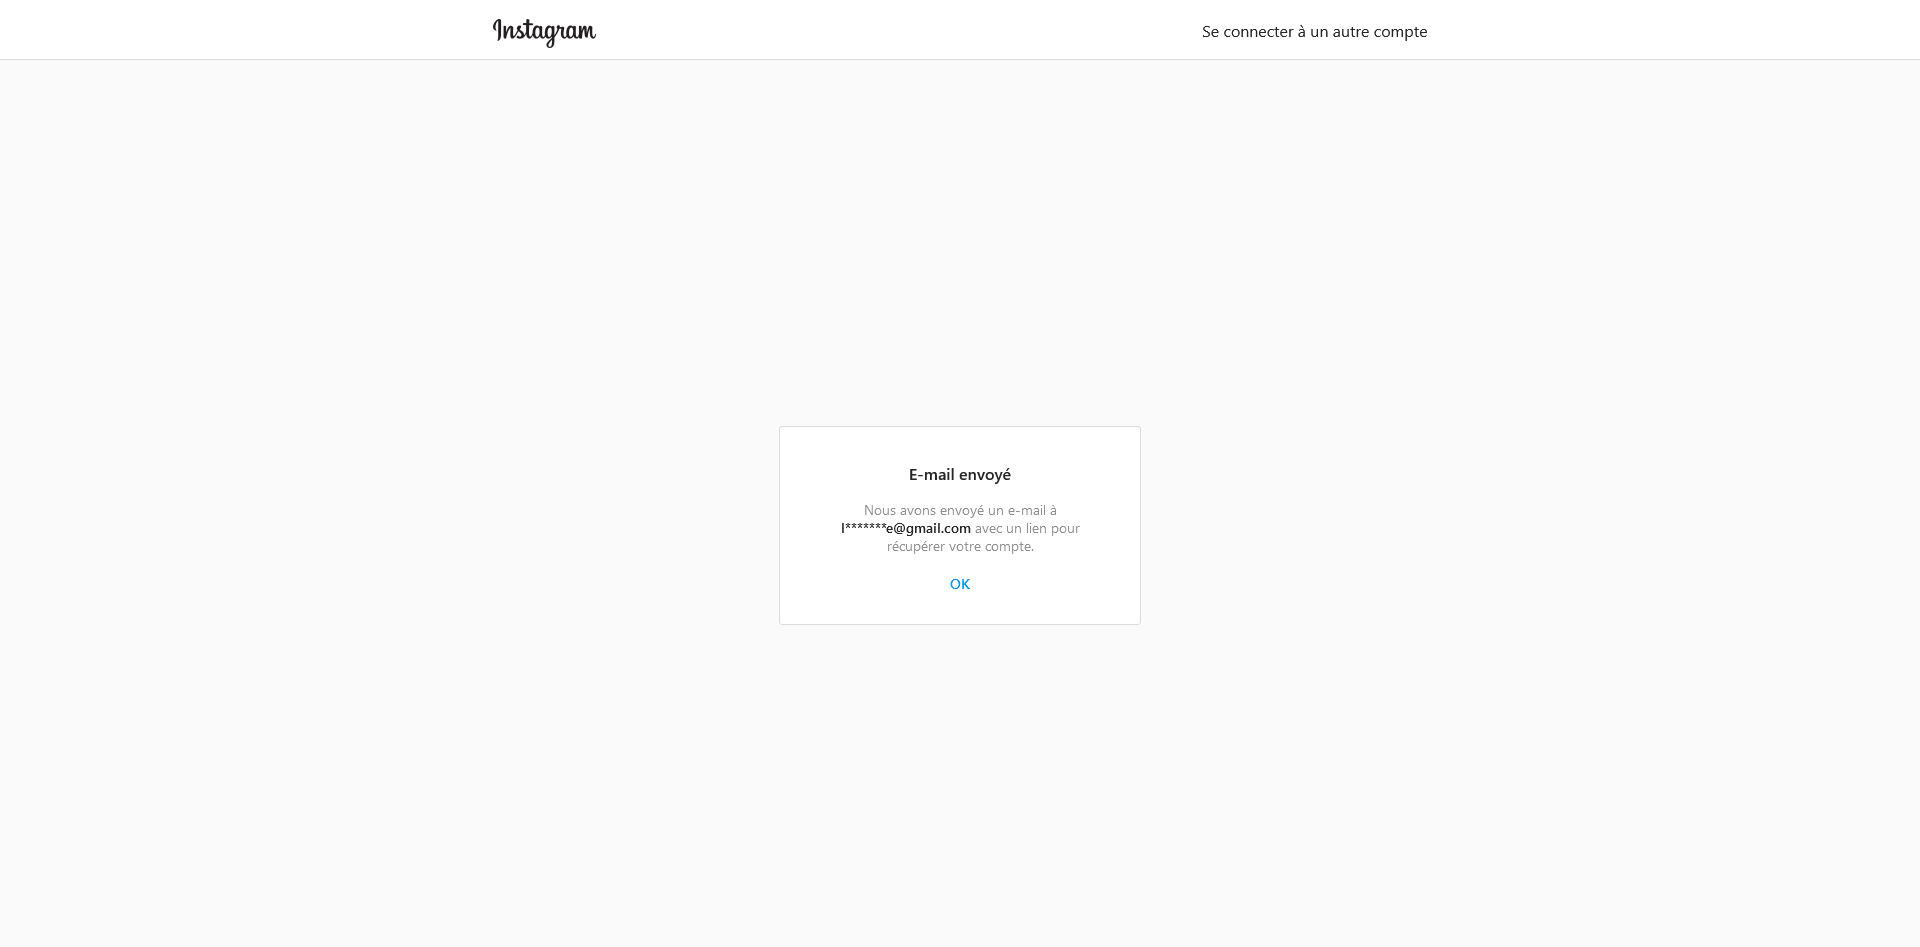 Instagram
Se connecter à un autre compte
E-mail envoyé
Nous avons envoyé un e-mail à
l*******e@gmail.com avec un lien pour
récupérer votre compte.
OK